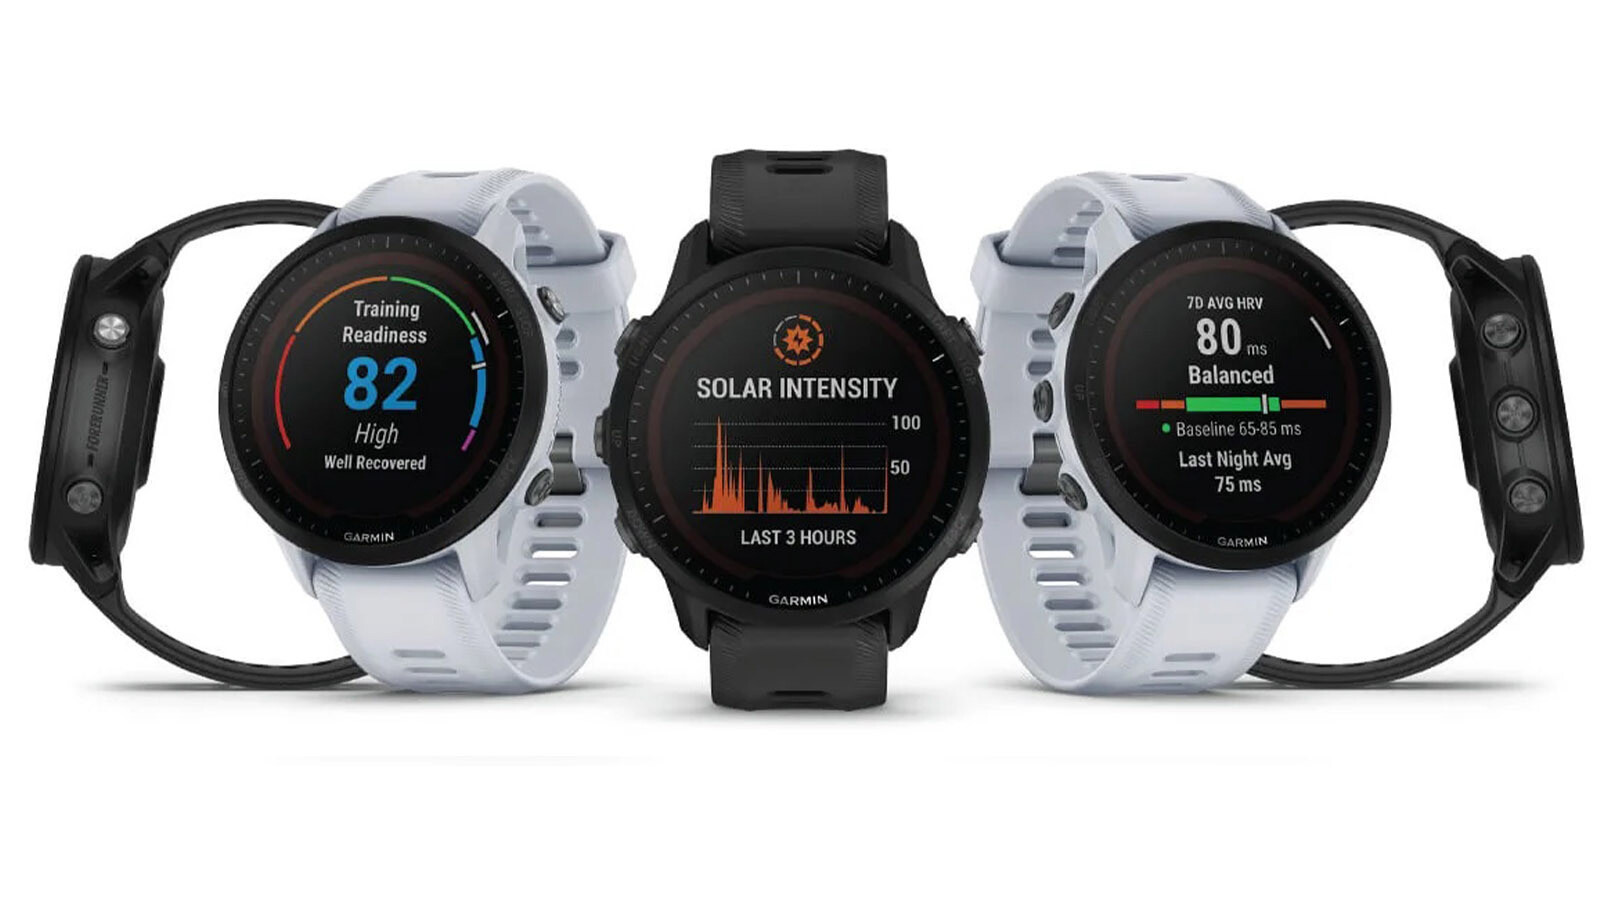 FORERUNNER
Training
Readiness
82
High
Well Recovered
GARMIN
SOLAR INTENSITY
100
50
LAST 3 HOURS
GARMIN
7D AVG HRV
80 ms
Balanced
Baseline 65-85 ms
Last Night Avg
75 ms
GARMIN